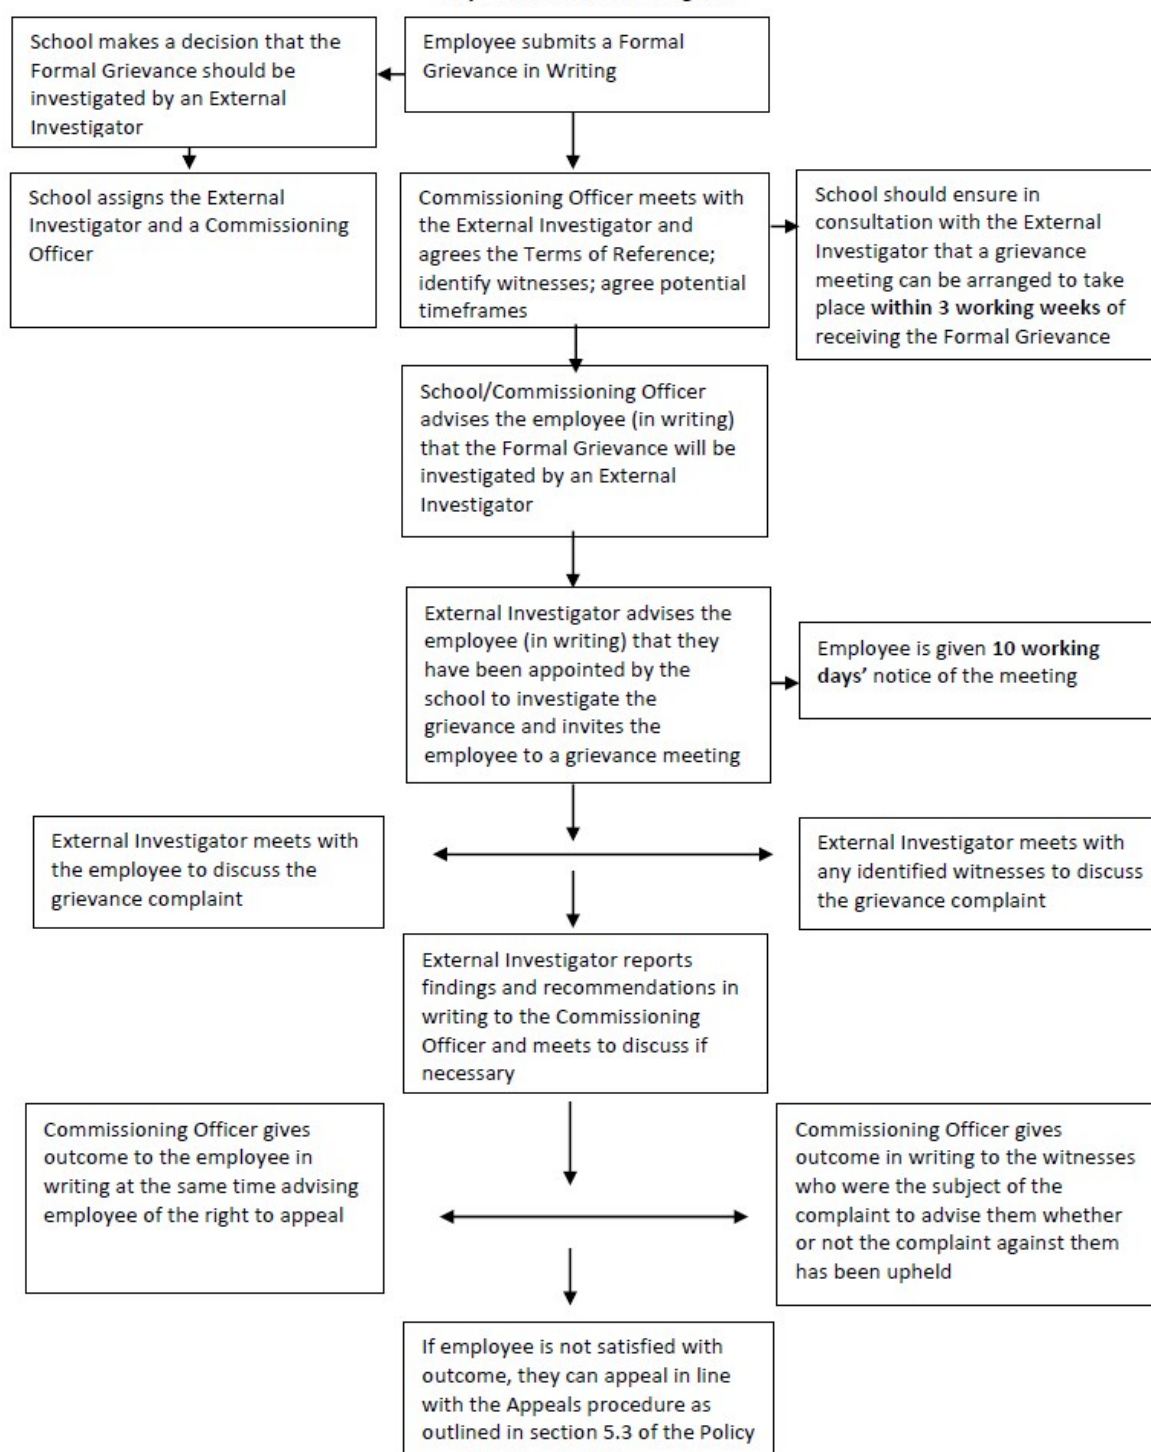 School makes a decision that the
Formal Grievance should be
investigated by an External
Investigator
Employee submits a Formal
Grievance in Writing
School assigns the External
Investigator and a Commissioning
Officer
Commissioning Officer meets with
the External Investigator and
agrees the Terms of Reference;
identify witnesses; agree potential
timeframes
School should ensure in
consultation with the External
Investigator that a grievance
meeting can be arranged to take
place within 3 working weeks of
receiving the Formal Grievance
School/Commissioning Officer
advises the employee (in writing)
that the Formal Grievance will be
investigated by an External
Investigator
External Investigator advises the
employee (in writing) that they
have been appointed by the
school to investigate the
grievance and invites the
employee to a grievance meeting
Employee is given 10 working
days’ notice of the meeting
External Investigator meets with
the employee to discuss the
grievance complaint
External Investigator meets with
any identified witnesses to discuss
the grievance complaint
External Investigator reports
findings and recommendations in
writing to the Commissioning
Officer and meets to discuss if
necessary
Commissioning Officer gives
outcome to the employee in
writing at the same time advising
employee of the right to appeal
Commissioning Officer gives
outcome in writing to the witnesses
who were the subject of the
complaint to advise them whether
or not the complaint against them
has been upheld
If employee is not satisfied with
outcome, they can appeal in line
with the Appeals procedure as
outlined in section 5.3 of the Policy